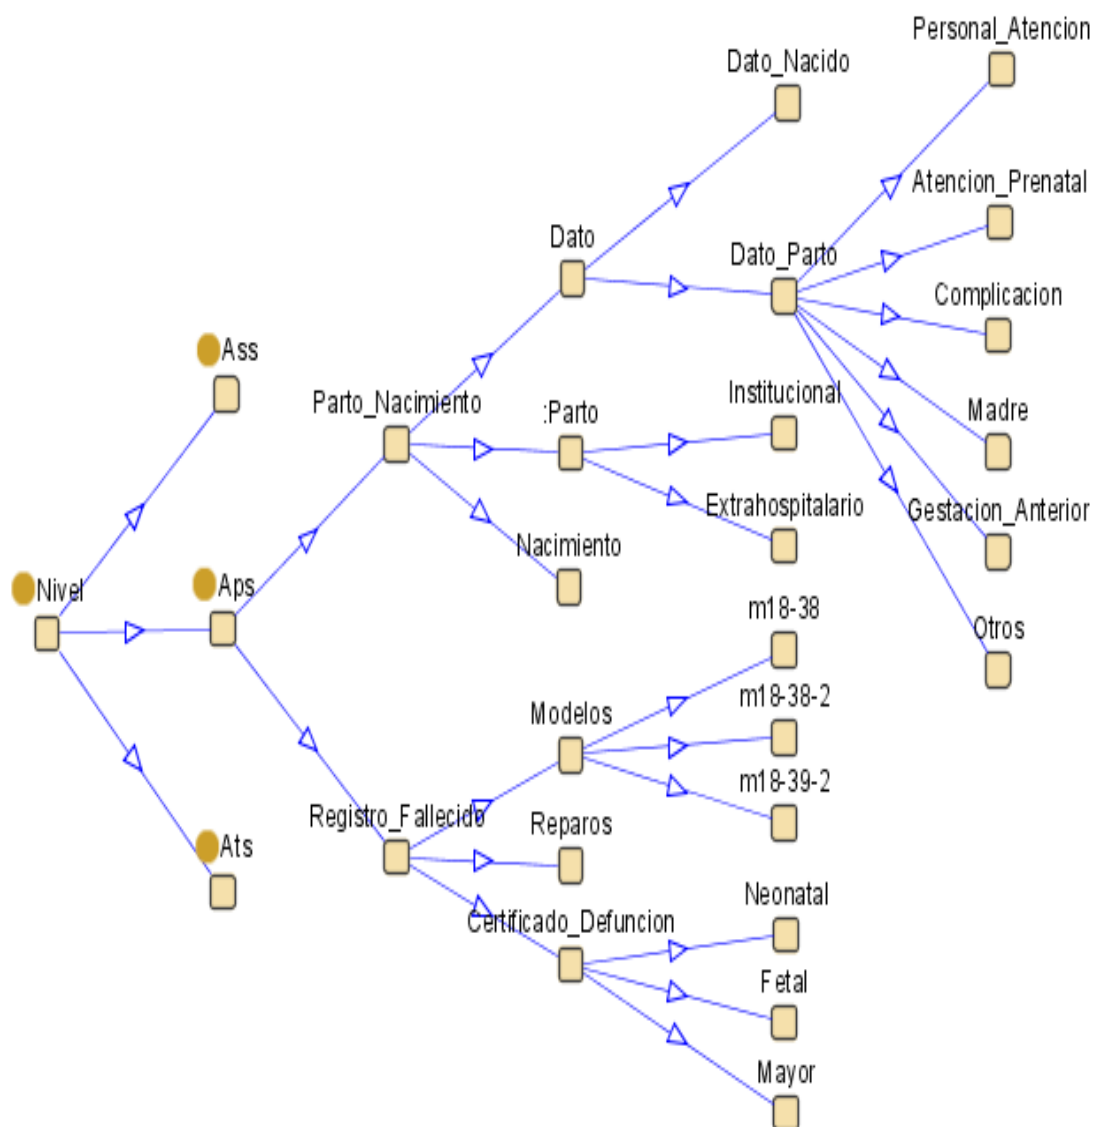 Personal_Atencion
Dato_Nacido
Atencion_Prenatal
Dato
Dato_Parto
Complicacion
Ass
Parto_Nacimiento
:Parto
Institucional
Madre
Extrahospitalario
Gestacion_Anterior
Nacimiento
Nivel
Aps
m18-38
Otros
Modelos
m18-38-2
m18-39-2
Registro_Fallecido
Reparos
Ats
Neonatal
Certificado_Defuncion
Fetal
Mayor